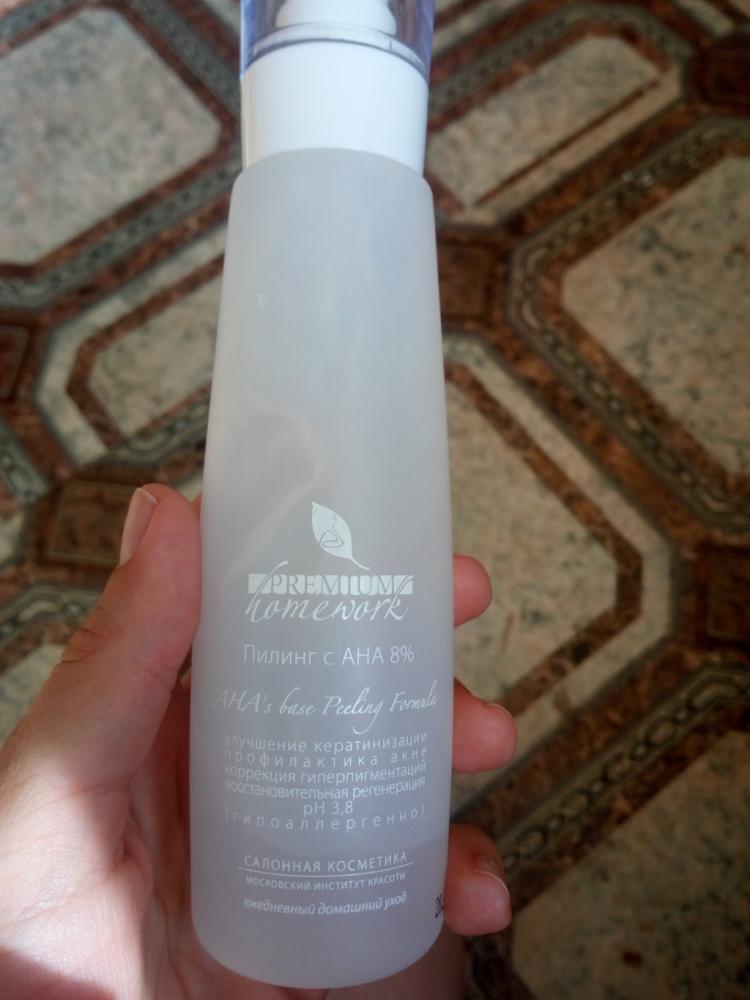 PREMIUM
homework
Пилинг с АНА 8%
AHA's base Peeling Formula
улучшение кератинизации
профилактика акне
коррекция гиперпигментаций
восстановительная регенерация
pH 3,8
(гипоаллергенно)
САЛОННАЯ КОСМЕТИКА
МОСКОВСКИЙ ИНСТИТУТ КРАСОТЫ
ежедневный домашний уход